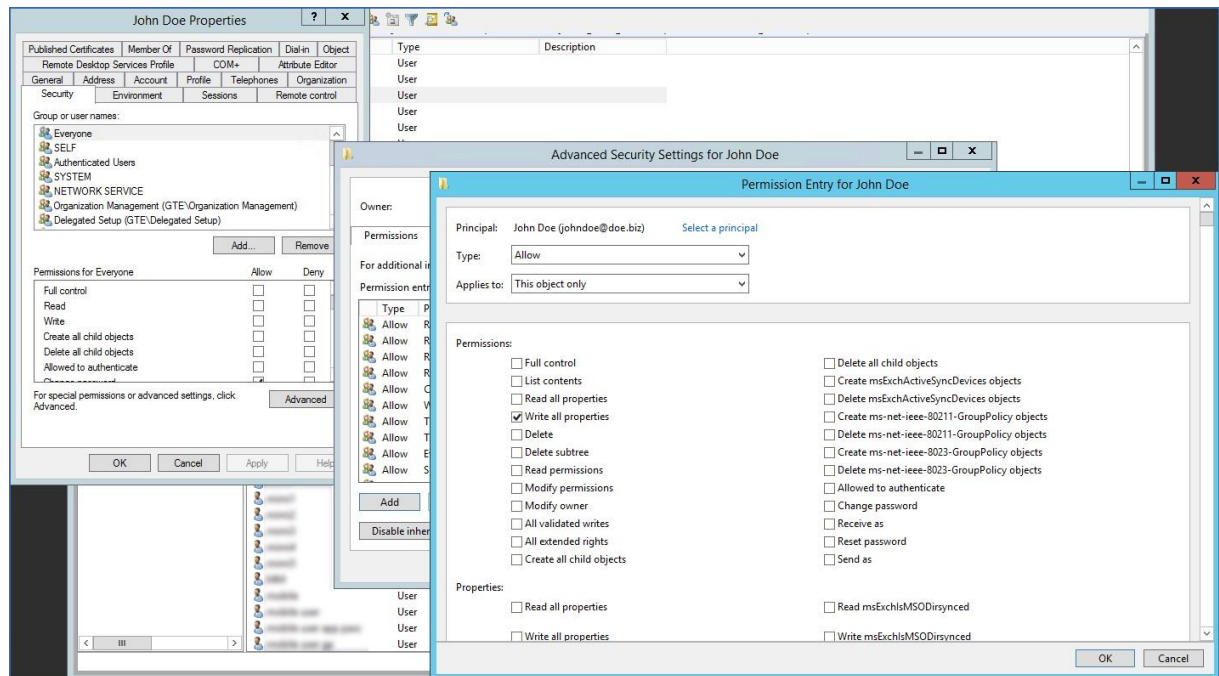 John Doe Properties
? x
Published Certificates Member Of Password Replication Dial-in Object
Remote Desktop Services Profile COM+ Attribute Editor
General Address Account Profile Telephones Organization
Security Environment Sessions Remote control
Group or user names:
Everyone
SELF
Authenticated Users
SYSTEM
NETWORK SERVICE
Organization Management (GTE\Organization Management)
Delegated Setup (GTE\Delegated Setup)
Add... Remove
Permissions for Everyone Allow Deny
Full control
Read
Write
Create all child objects
Delete all child objects
Allowed to authenticate
Change password
For special permissions or advanced settings, click
Advanced.
Advanced
OK Cancel Apply Help
Type Description
User
User
User
User
User
Advanced Security Settings for John Doe
Owner:
Permissions
For additional
Permission
Type P
Allow R
Allow R
Allow R
Allow R
Allow C
Allow W
Allow T
Allow T
Allow E
Allow S
Add
Disable
Permission Entry for John Doe
Principal: John Doe (johndoe@doe.biz) Select a principal
Type: Allow
Applies to: This object only
Permissions:
Full control
List contents
Read all properties
Write all properties
Delete
Delete subtree
Read permissions
Modify permissions
Modify owner
All validated writes
All extended rights
Create all child objects
Delete all child objects
Create msExchActiveSyncDevices objects
Delete msExchActiveSyncDevices objects
Create ms-net-ieee-80211-GroupPolicy objects
Delete ms-net-ieee-80211-GroupPolicy objects
Create ms-net-ieee-8023-GroupPolicy objects
Delete ms-net-ieee-8023-GroupPolicy objects
Allowed to authenticate
Change password
Receive as
Reset password
Send as
Properties:
Read all properties Read msExchIsMSODirsynced
Write all properties Write msExchIsMSODirsynced
OK Cancel
User
User
User
User